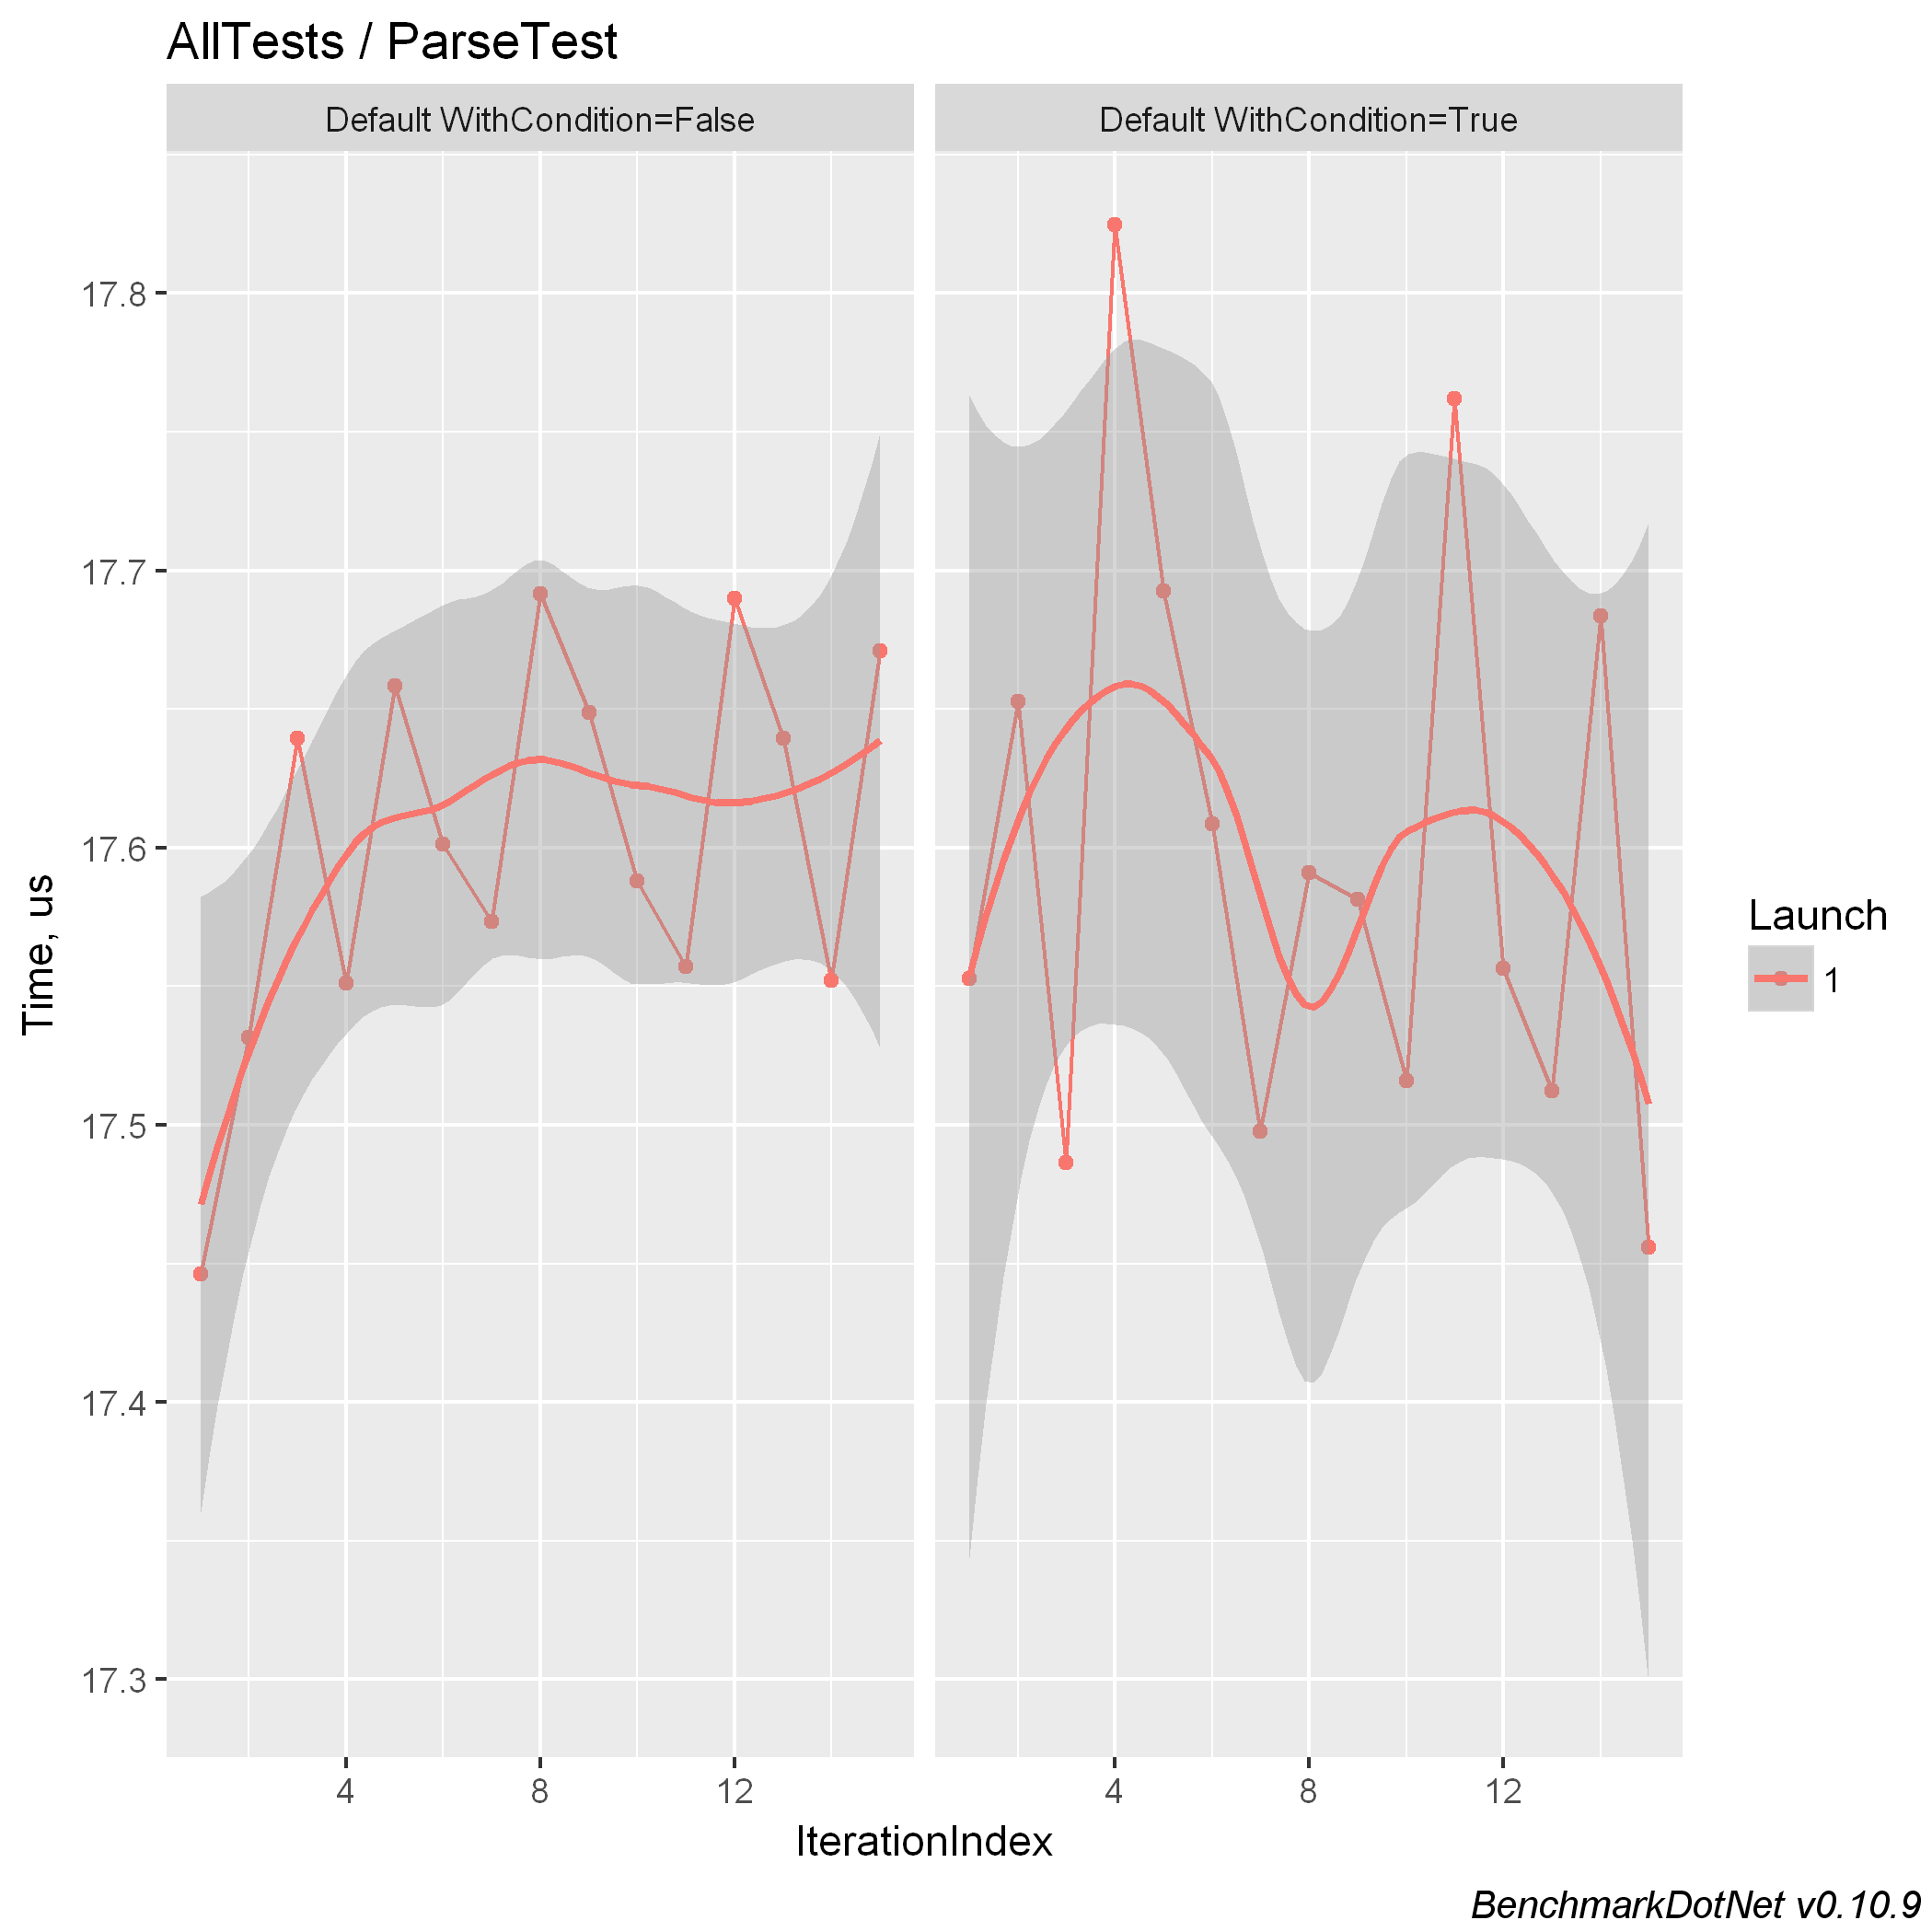 AllTests / ParseTest
Default WithCondition=False
Default WithCondition=True
17.8
17.7
17.6
17.5
17.4
17.3
Time, us
4
8
12
4
8
12
IterationIndex
Launch
1
BenchmarkDotNet v0.10.9